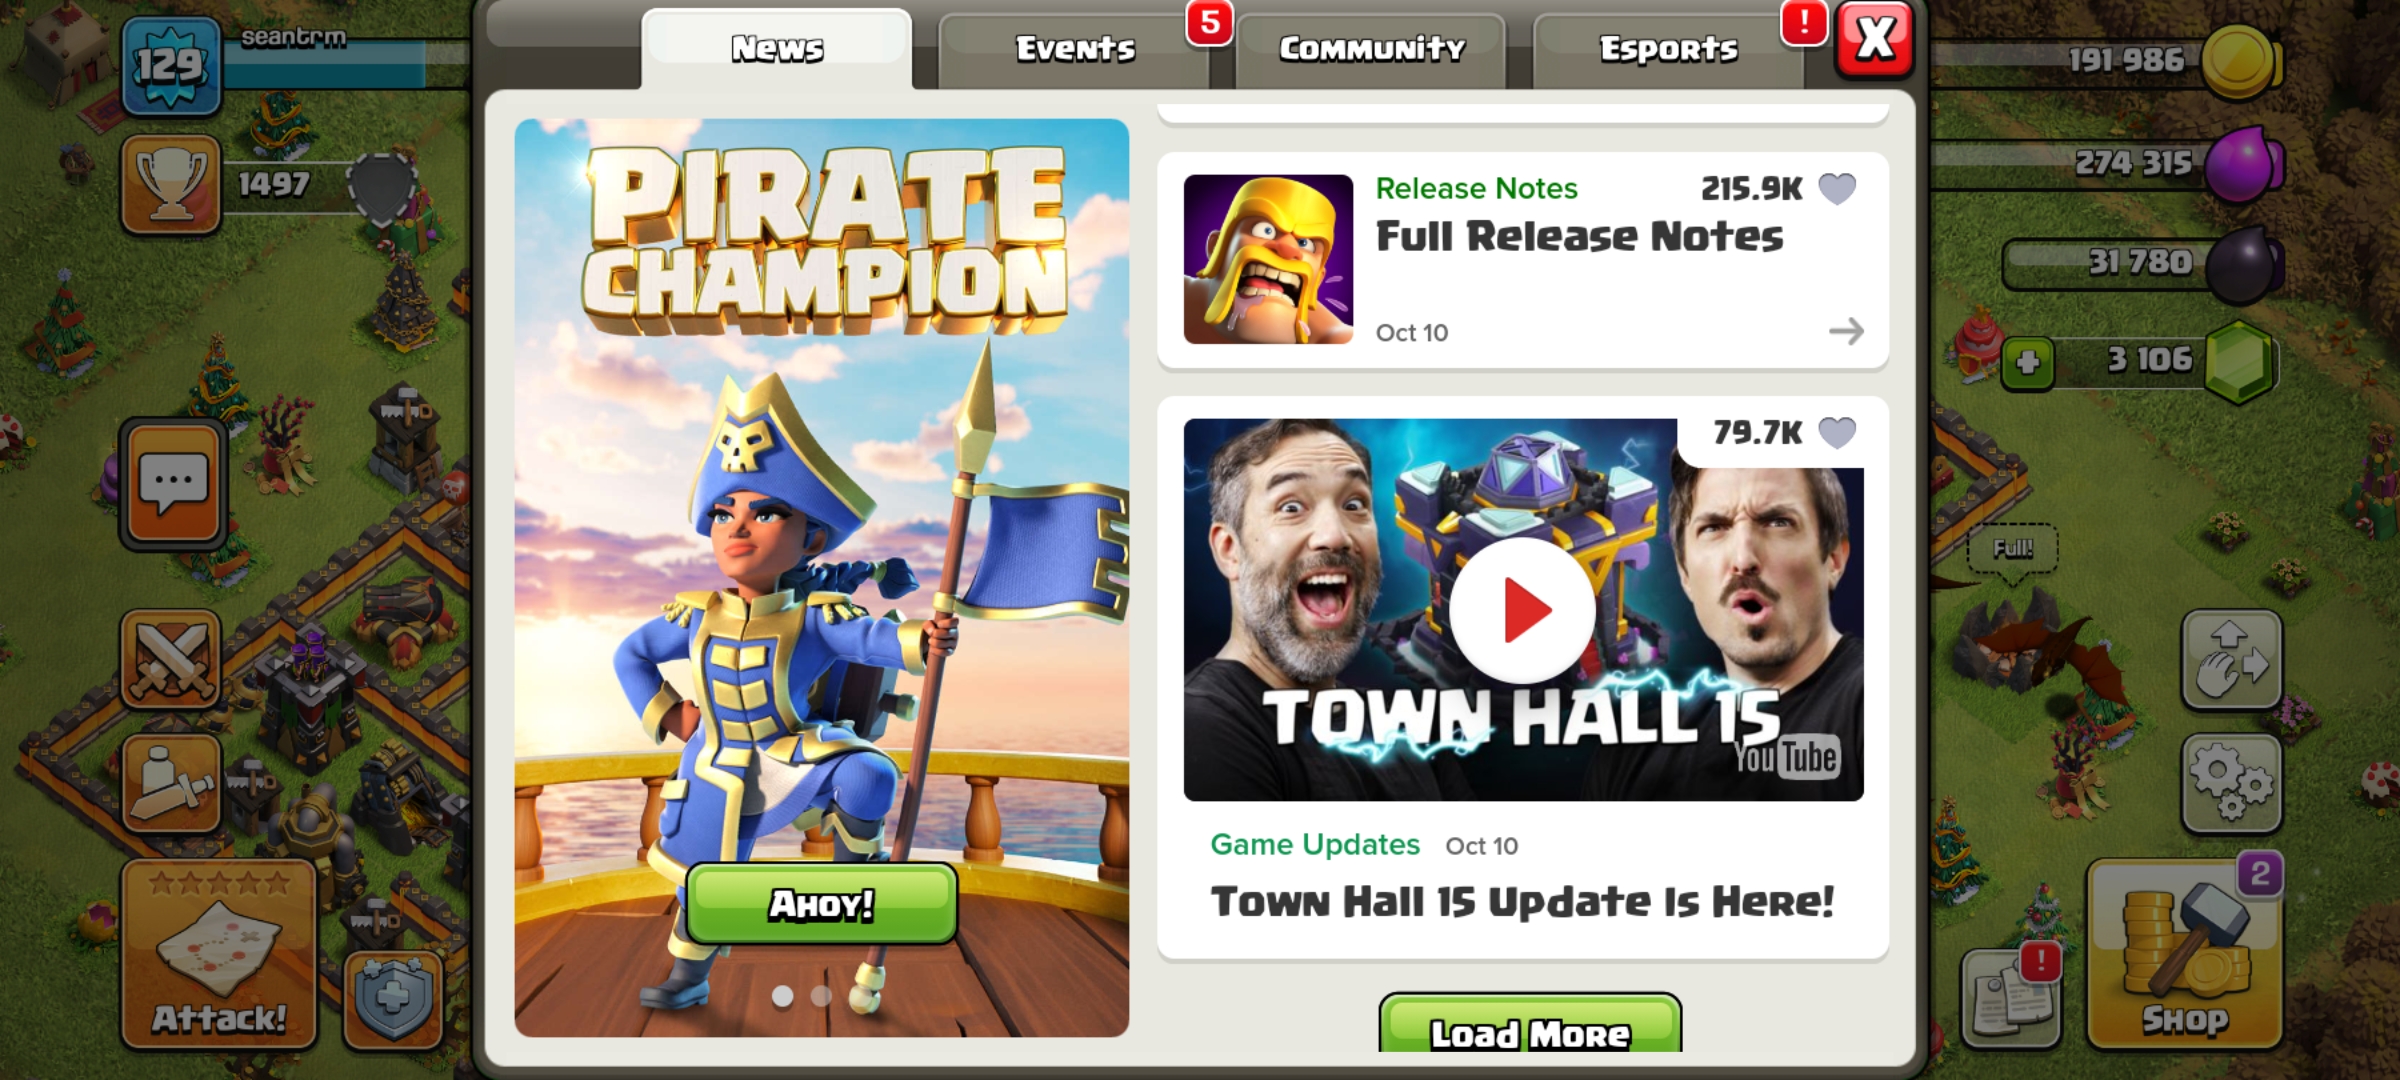 129
seantrm
1497
Attack!
News
Events
5
Community
Esports
!
X
PIRATE
CHAMPION
Ahoy!
Release Notes
215.9K
Full Release Notes
Oct 10
79.7K
TOWN HALL 15
YouTube
Game Updates
Oct 10
Town Hall 15 Update Is Here!
Load More
191 986
274 315
31 780
3 106
Full!
2
!
Shop